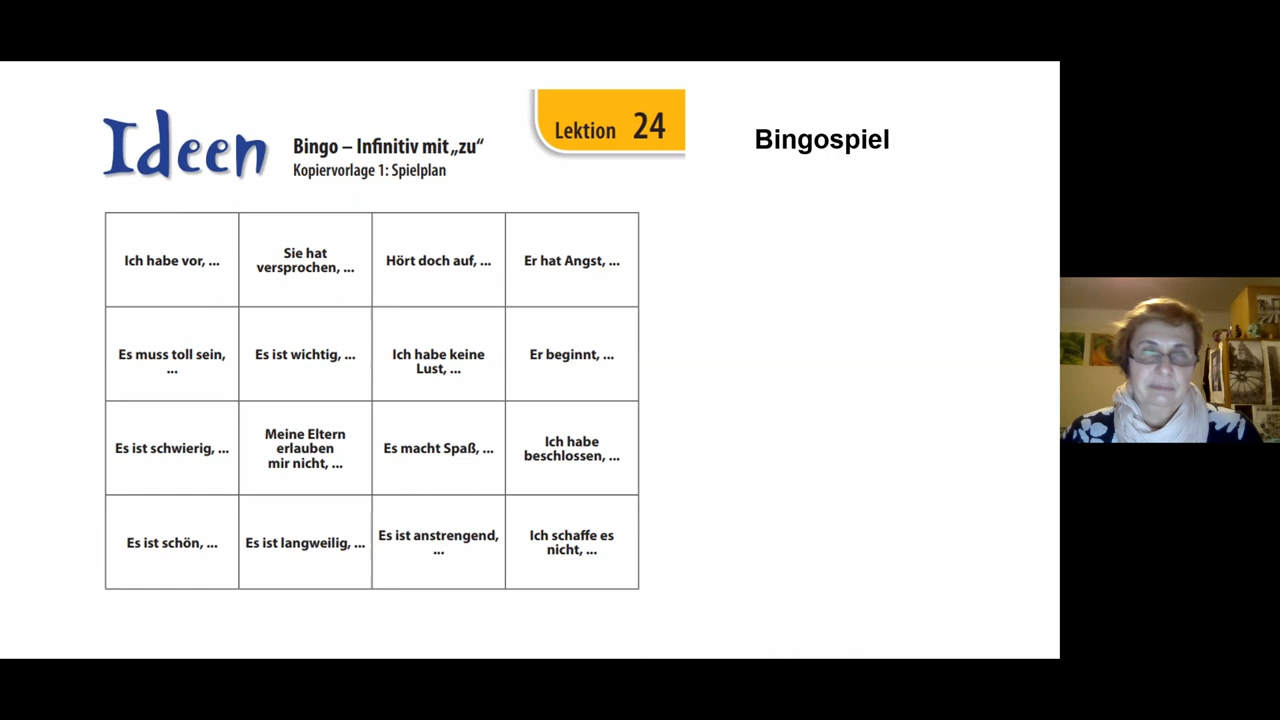 Ideen
Bingo – Infinitiv mit „zu“
Kopiervorlage 1: Spielplan
Lektion 24
Bingospiel
Ich habe vor, ...
Sie hat
versprochen, ...
Hört doch auf, ...
Er hat Angst, ...
Es muss toll sein,
...
Es ist wichtig, ...
Ich habe keine
Lust, ...
Er beginnt, ...
Es ist schwierig, ...
Meine Eltern
erlauben
mir nicht, ...
Es macht Spaß, ...
Ich habe
beschlossen, ...
Es ist schön, ...
Es ist langweilig, ...
Es ist anstrengend,
...
Ich schaffe es
nicht, ...